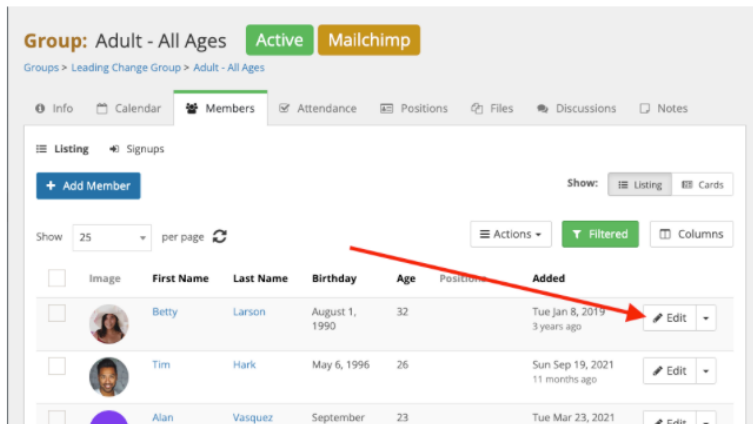 Group: Adult - All Ages Active Mailchimp
Groups > Leading Change Group > Adult - All Ages
Info Calendar Members Attendance Positions Files Discussions Notes
Listing Signups
+ Add Member Show: Listing Cards
Show 25 per page Actions Filtered Columns
Image First Name Last Name Birthday Age Positions Added
Betty Larson August 1, 32 Tue Jan 8, 2019 Edit
1990 3 years ago
Tim Hark May 6, 1996 26 Sun Sep 19, 2021 Edit
11 months ago
Alan Vasquez September 23 Tue Mar 23, 2021 Edit